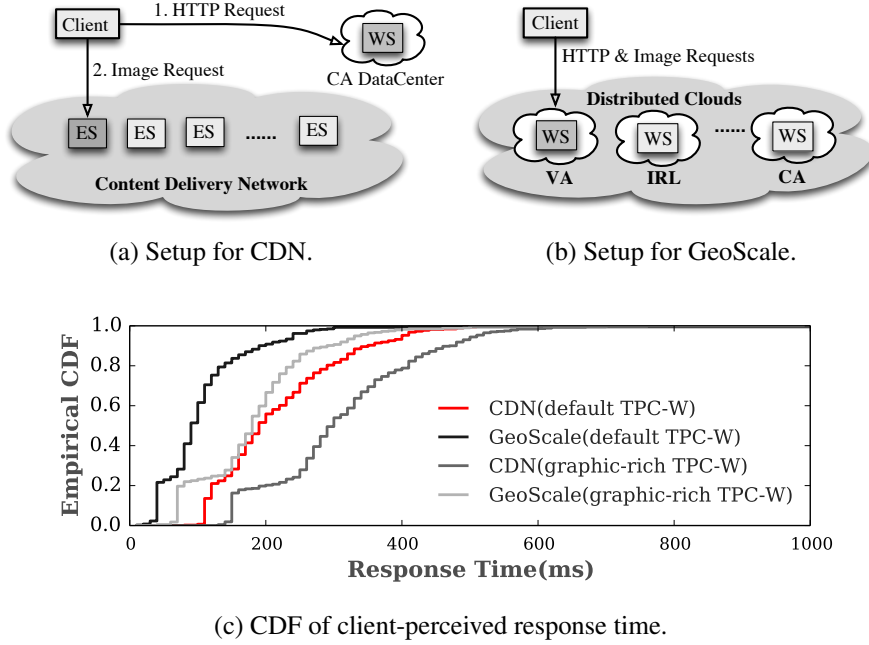 Client
1. HTTP Request
WS
CA DataCenter
2. Image Request
ES ES ES ...... ES
Content Delivery Network
(a) Setup for CDN.
Client
HTTP & Image Requests
Distributed Clouds
WS WS ...... WS
VA IRL CA
(b) Setup for GeoScale.
Empirical CDF
1.0
0.8
0.6
0.4
0.2
0.0
CDN(default TPC-W)
GeoScale(default TPC-W)
CDN(graphic-rich TPC-W)
GeoScale(graphic-rich TPC-W)
0 200 400 600 800 1000
Response Time(ms)
(c) CDF of client-perceived response time.